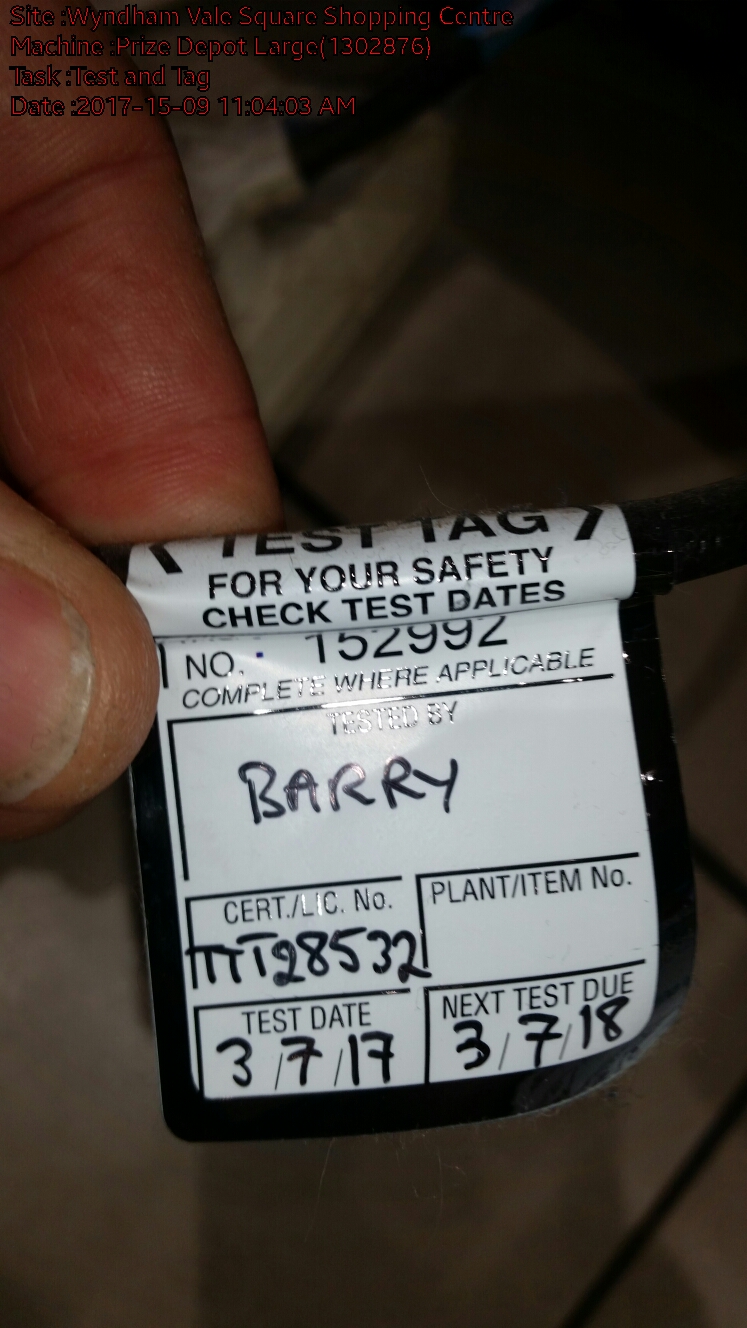 Site :Wyndham Vale Square Shopping Centre
Machine :Prize Depot Large(1302876)
Task :Test and Tag
Date :2017-15-09 11:04:03 AM
TEST TAG
FOR YOUR SAFETY
CHECK TEST DATES
NO. 152992
COMPLETE WHERE APPLICABLE
TESTED BY
BARRY
CERT./LIC. No.
PLANT/ITEM No.
TTT28532
TEST DATE
NEXT TEST DUE
3/7/17
3/7/18